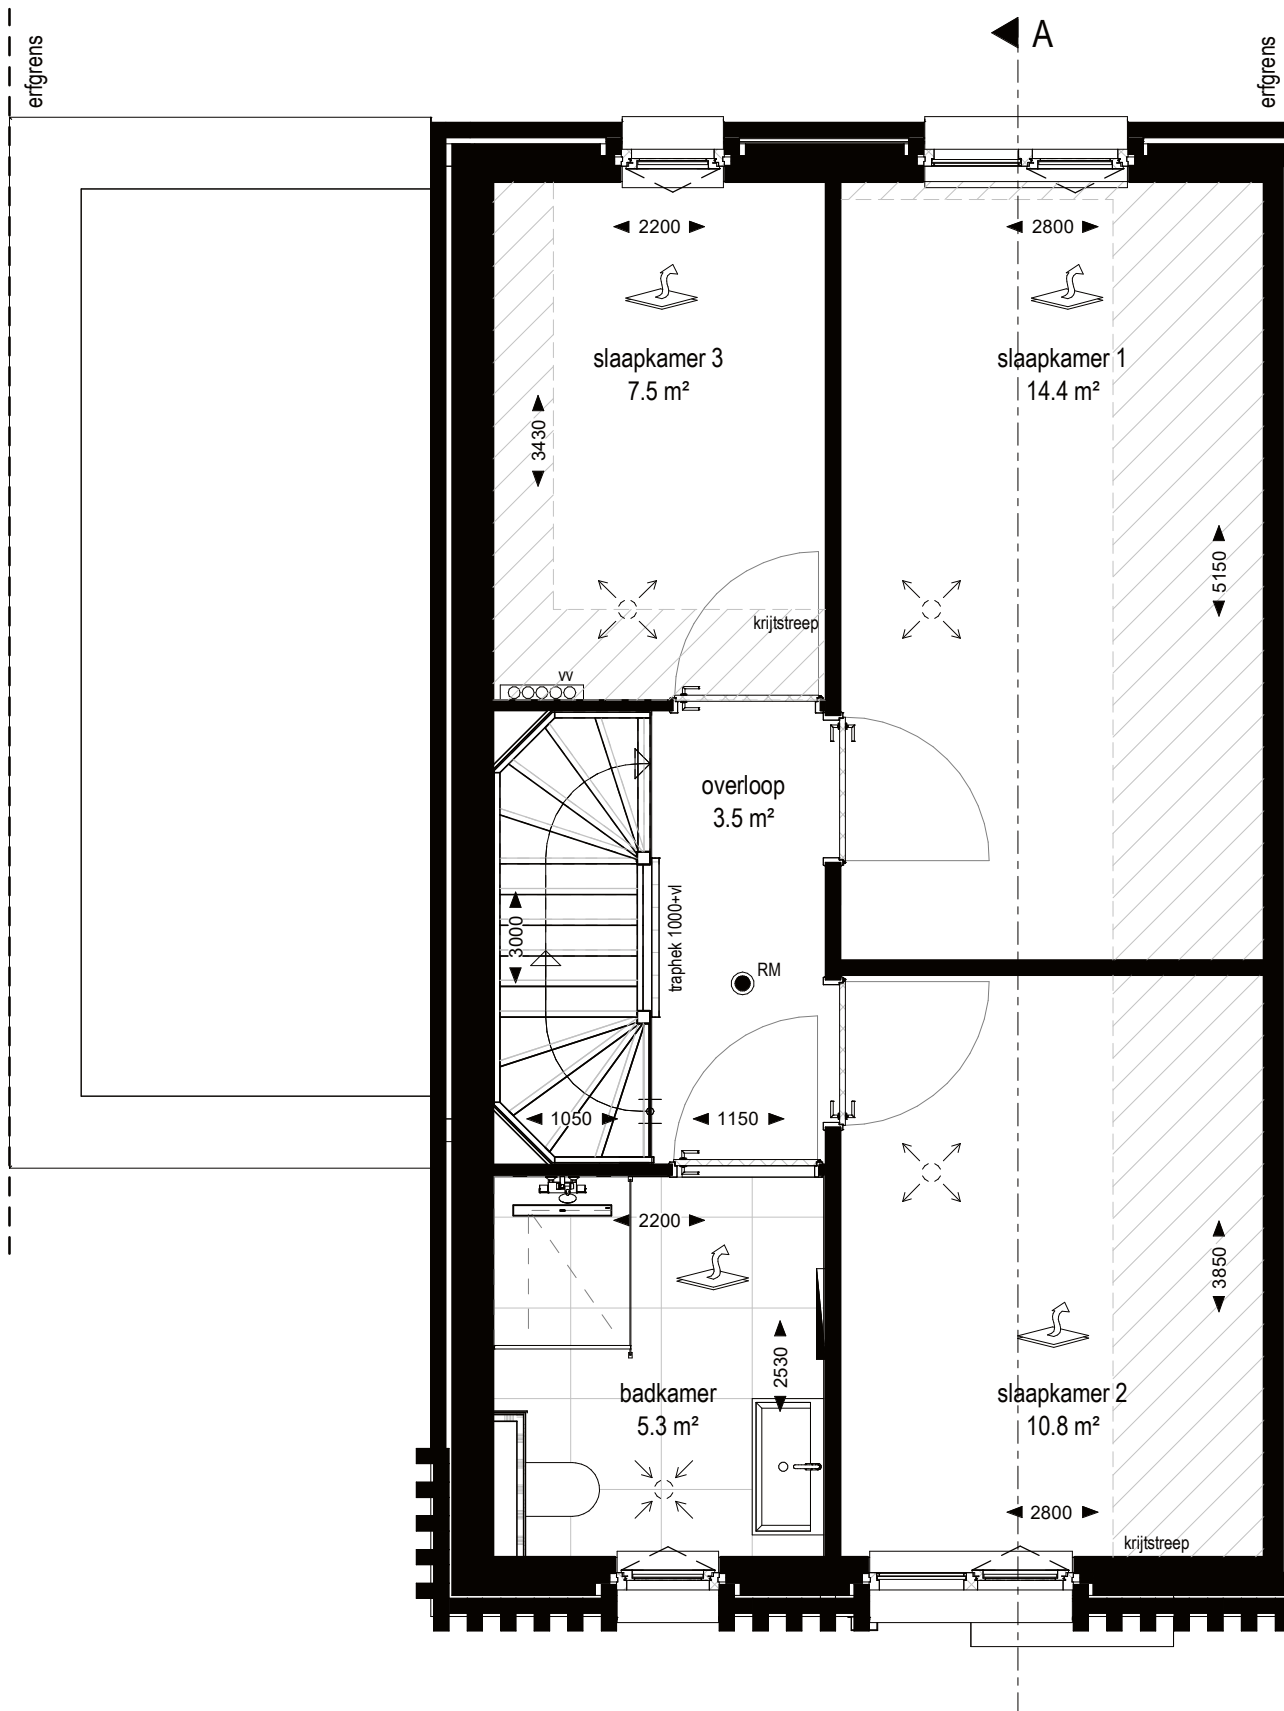 erfgrens
A
erfgrens
2200
2800
slaapkamer 3
7.5 m²
slaapkamer 1
14.4 m²
3430
5150
krijtstreep
vv
overloop
3.5 m²
traphek 1000+vl
3000
RM
1050
1150
2200
3850
2530
badkamer
5.3 m²
slaapkamer 2
10.8 m²
2800
krijtstreep